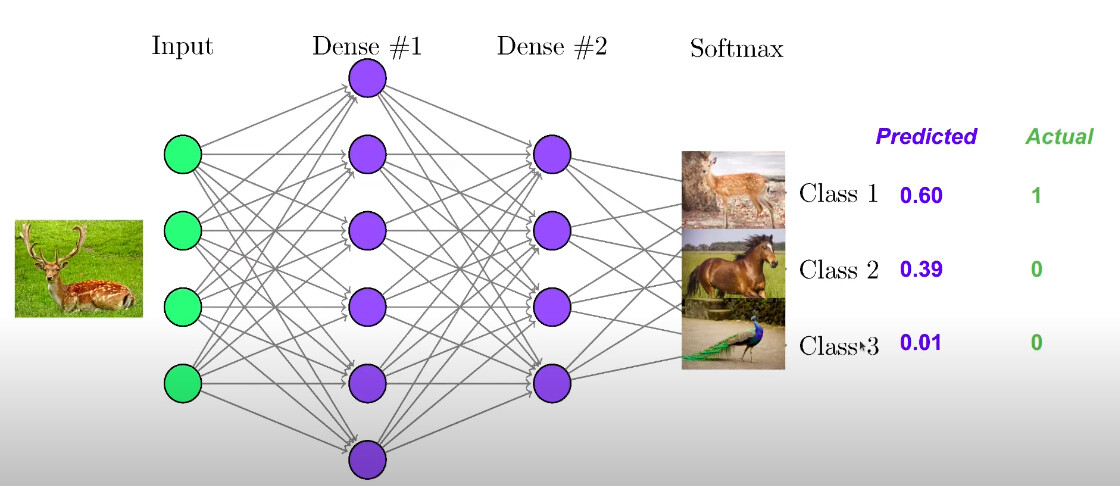 Input Dense #1 Dense #2 Softmax
Predicted Actual
Class 1 0.60 1
Class 2 0.39 0
Class 3 0.01 0